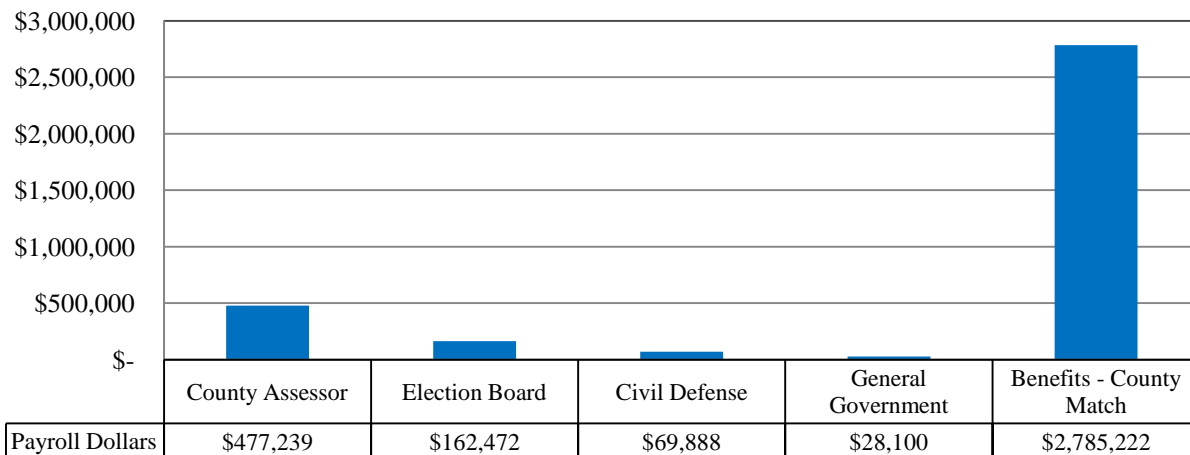 $3,000,000
$2,500,000
$2,000,000
$1,500,000
$1,000,000
$500,000
$-
County Assessor
Election Board
Civil Defense
General
Government
Benefits - County
Match
Payroll Dollars $477,239 $162,472 $69,888 $28,100 $2,785,222